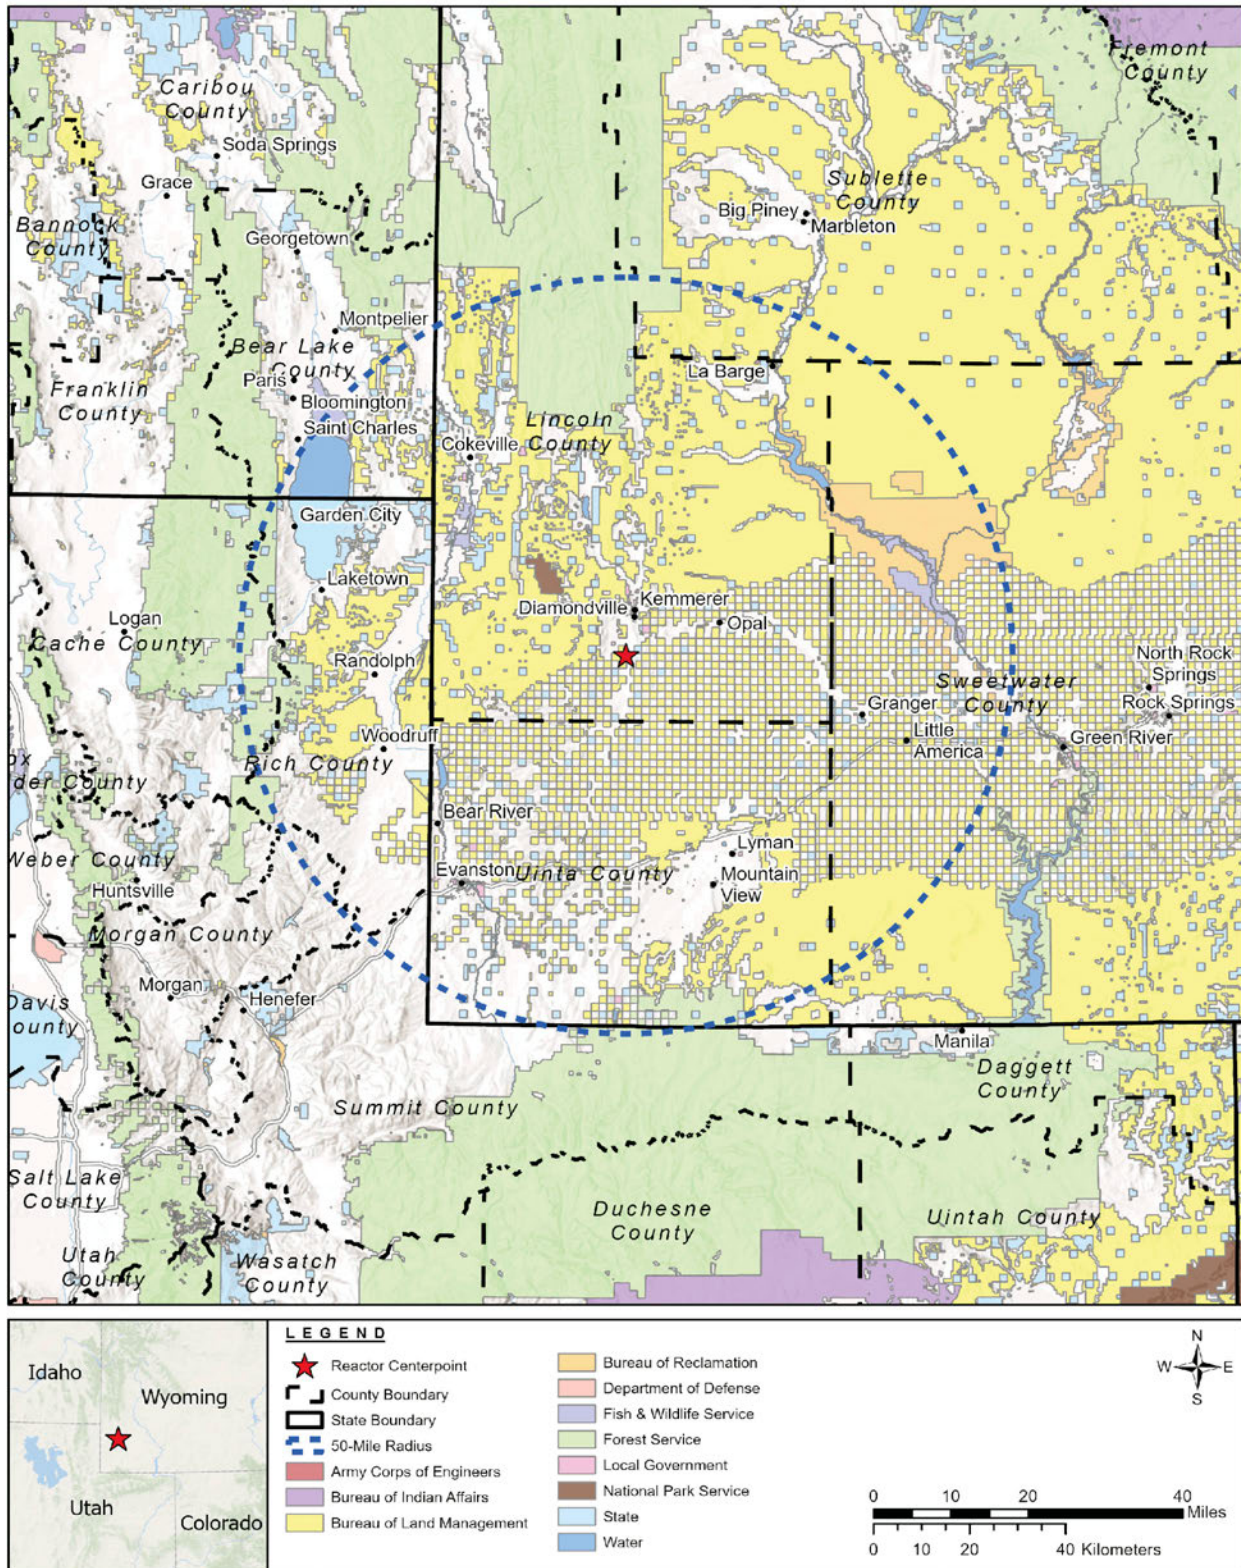 Fremont
County
Caribou
County
Soda Springs
Grace
Sublette
County
Big Piney
Marbleton
Bannock
County
Georgetown
Montpelier
Bear Lake
County
La Barge
Paris
Franklin
County
Bloomington
Saint Charles
Lincoln
County
Cokeville
Garden City
Laketown
Diamondville
Kemmerer
Opal
Logan
Cache County
Randolph
North Rock
Springs
Sweetwater
County
Granger
Rock Springs
Woodruff
Little
America
Green River
Rich County
ox
der County
Bear River
Lyman
Weber County
Evanston
Uinta County
Mountain
View
Huntsville
Morgan County
Morgan
Henefer
Davis
ounty
Manila
Daggett
County
Summit County
Salt Lake
County
Duchesne
County
Uintah County
Utah
County
Wasatch
County
Idaho
Wyoming
Utah
Colorado
LEGEND
Reactor Centerpoint
County Boundary
State Boundary
50-Mile Radius
Army Corps of Engineers
Bureau of Indian Affairs
Bureau of Land Management
Bureau of Reclamation
Department of Defense
Fish & Wildlife Service
Forest Service
Local Government
National Park Service
State
Water
N
W E
S
0 10 20 40
Miles
0 10 20 40 Kilometers